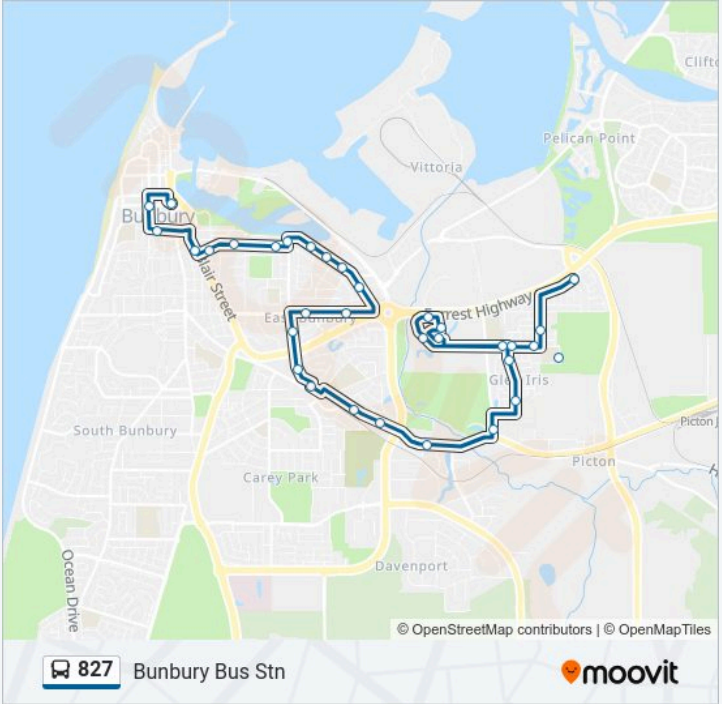 Clifto
Pelican Point
Vittoria
Bunbury
Blair Street
Forrest Highway
East Bunbury
Glen Iris
South Bunbury
Picton J
Picton
Carey Park
Ocean Drive
Davenport
© OpenStreetMap contributors | © OpenMapTiles
827 Bunbury Bus Stn
moovit